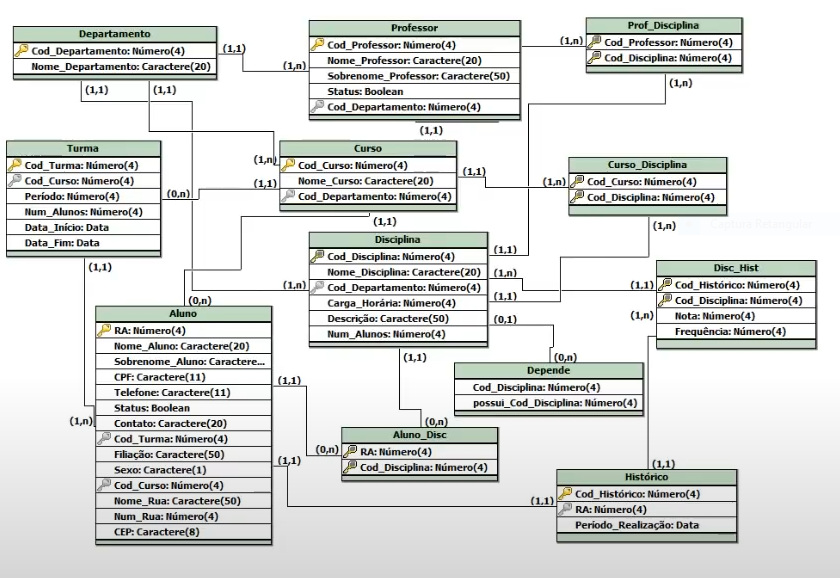 Departamento
Cod_Departamento: Número(4)
Nome_Departamento: Caractere(20)
(1,1)
(1,1)
(1,1)
Professor
Cod_Professor: Número(4)
Nome_Professor: Caractere(20)
Sobrenome_Professor: Caractere(50)
Status: Boolean
Cod_Departamento: Número(4)
(1,n)
(1,1)
(1,n)
Prof_Disciplina
Cod_Professor: Número(4)
Cod_Disciplina: Número(4)
(1,n)
Turma
Cod_Turma: Número(4)
Cod_Curso: Número(4)
Período: Número(4)
Num_Alunos: Número(4)
Data_Início: Data
Data_Fim: Data
(0,n)
(1,1)
Curso
Cod_Curso: Número(4)
Nome_Curso: Caractere(20)
Cod_Departamento: Número(4)
(1,n)
(1,1)
(1,1)
(1,1)
Curso_Disciplina
Cod_Curso: Número(4)
Cod_Disciplina: Número(4)
(1,n)
(1,n)
Disciplina
Cod_Disciplina: Número(4)
Nome_Disciplina: Caractere(20)
Cod_Departamento: Número(4)
Carga_Horária: Número(4)
Descrição: Caractere(50)
Num_Alunos: Número(4)
(1,n)
(1,1)
(1,n)
(1,1)
(0,1)
(1,1)
Disc_Hist
Cod_Histórico: Número(4)
Cod_Disciplina: Número(4)
Nota: Número(4)
Frequência: Número(4)
(1,1)
(1,n)
Aluno
RA: Número(4)
Nome_Aluno: Caractere(20)
Sobrenome_Aluno: Caractere...
CPF: Caractere(11)
Telefone: Caractere(11)
Status: Boolean
Contato: Caractere(20)
Cod_Turma: Número(4)
Filiação: Caractere(50)
Sexo: Caractere(1)
Cod_Curso: Número(4)
Nome_Rua: Caractere(50)
Num_Rua: Número(4)
CEP: Caractere(8)
(0,n)
(1,n)
(1,1)
(1,1)
Depende
Cod_Disciplina: Número(4)
possui_Cod_Disciplina: Número(4)
(0,n)
Aluno_Disc
RA: Número(4)
Cod_Disciplina: Número(4)
(0,n)
(0,n)
Histórico
Cod_Histórico: Número(4)
RA: Número(4)
Período_Realização: Data
(1,1)
(1,1)